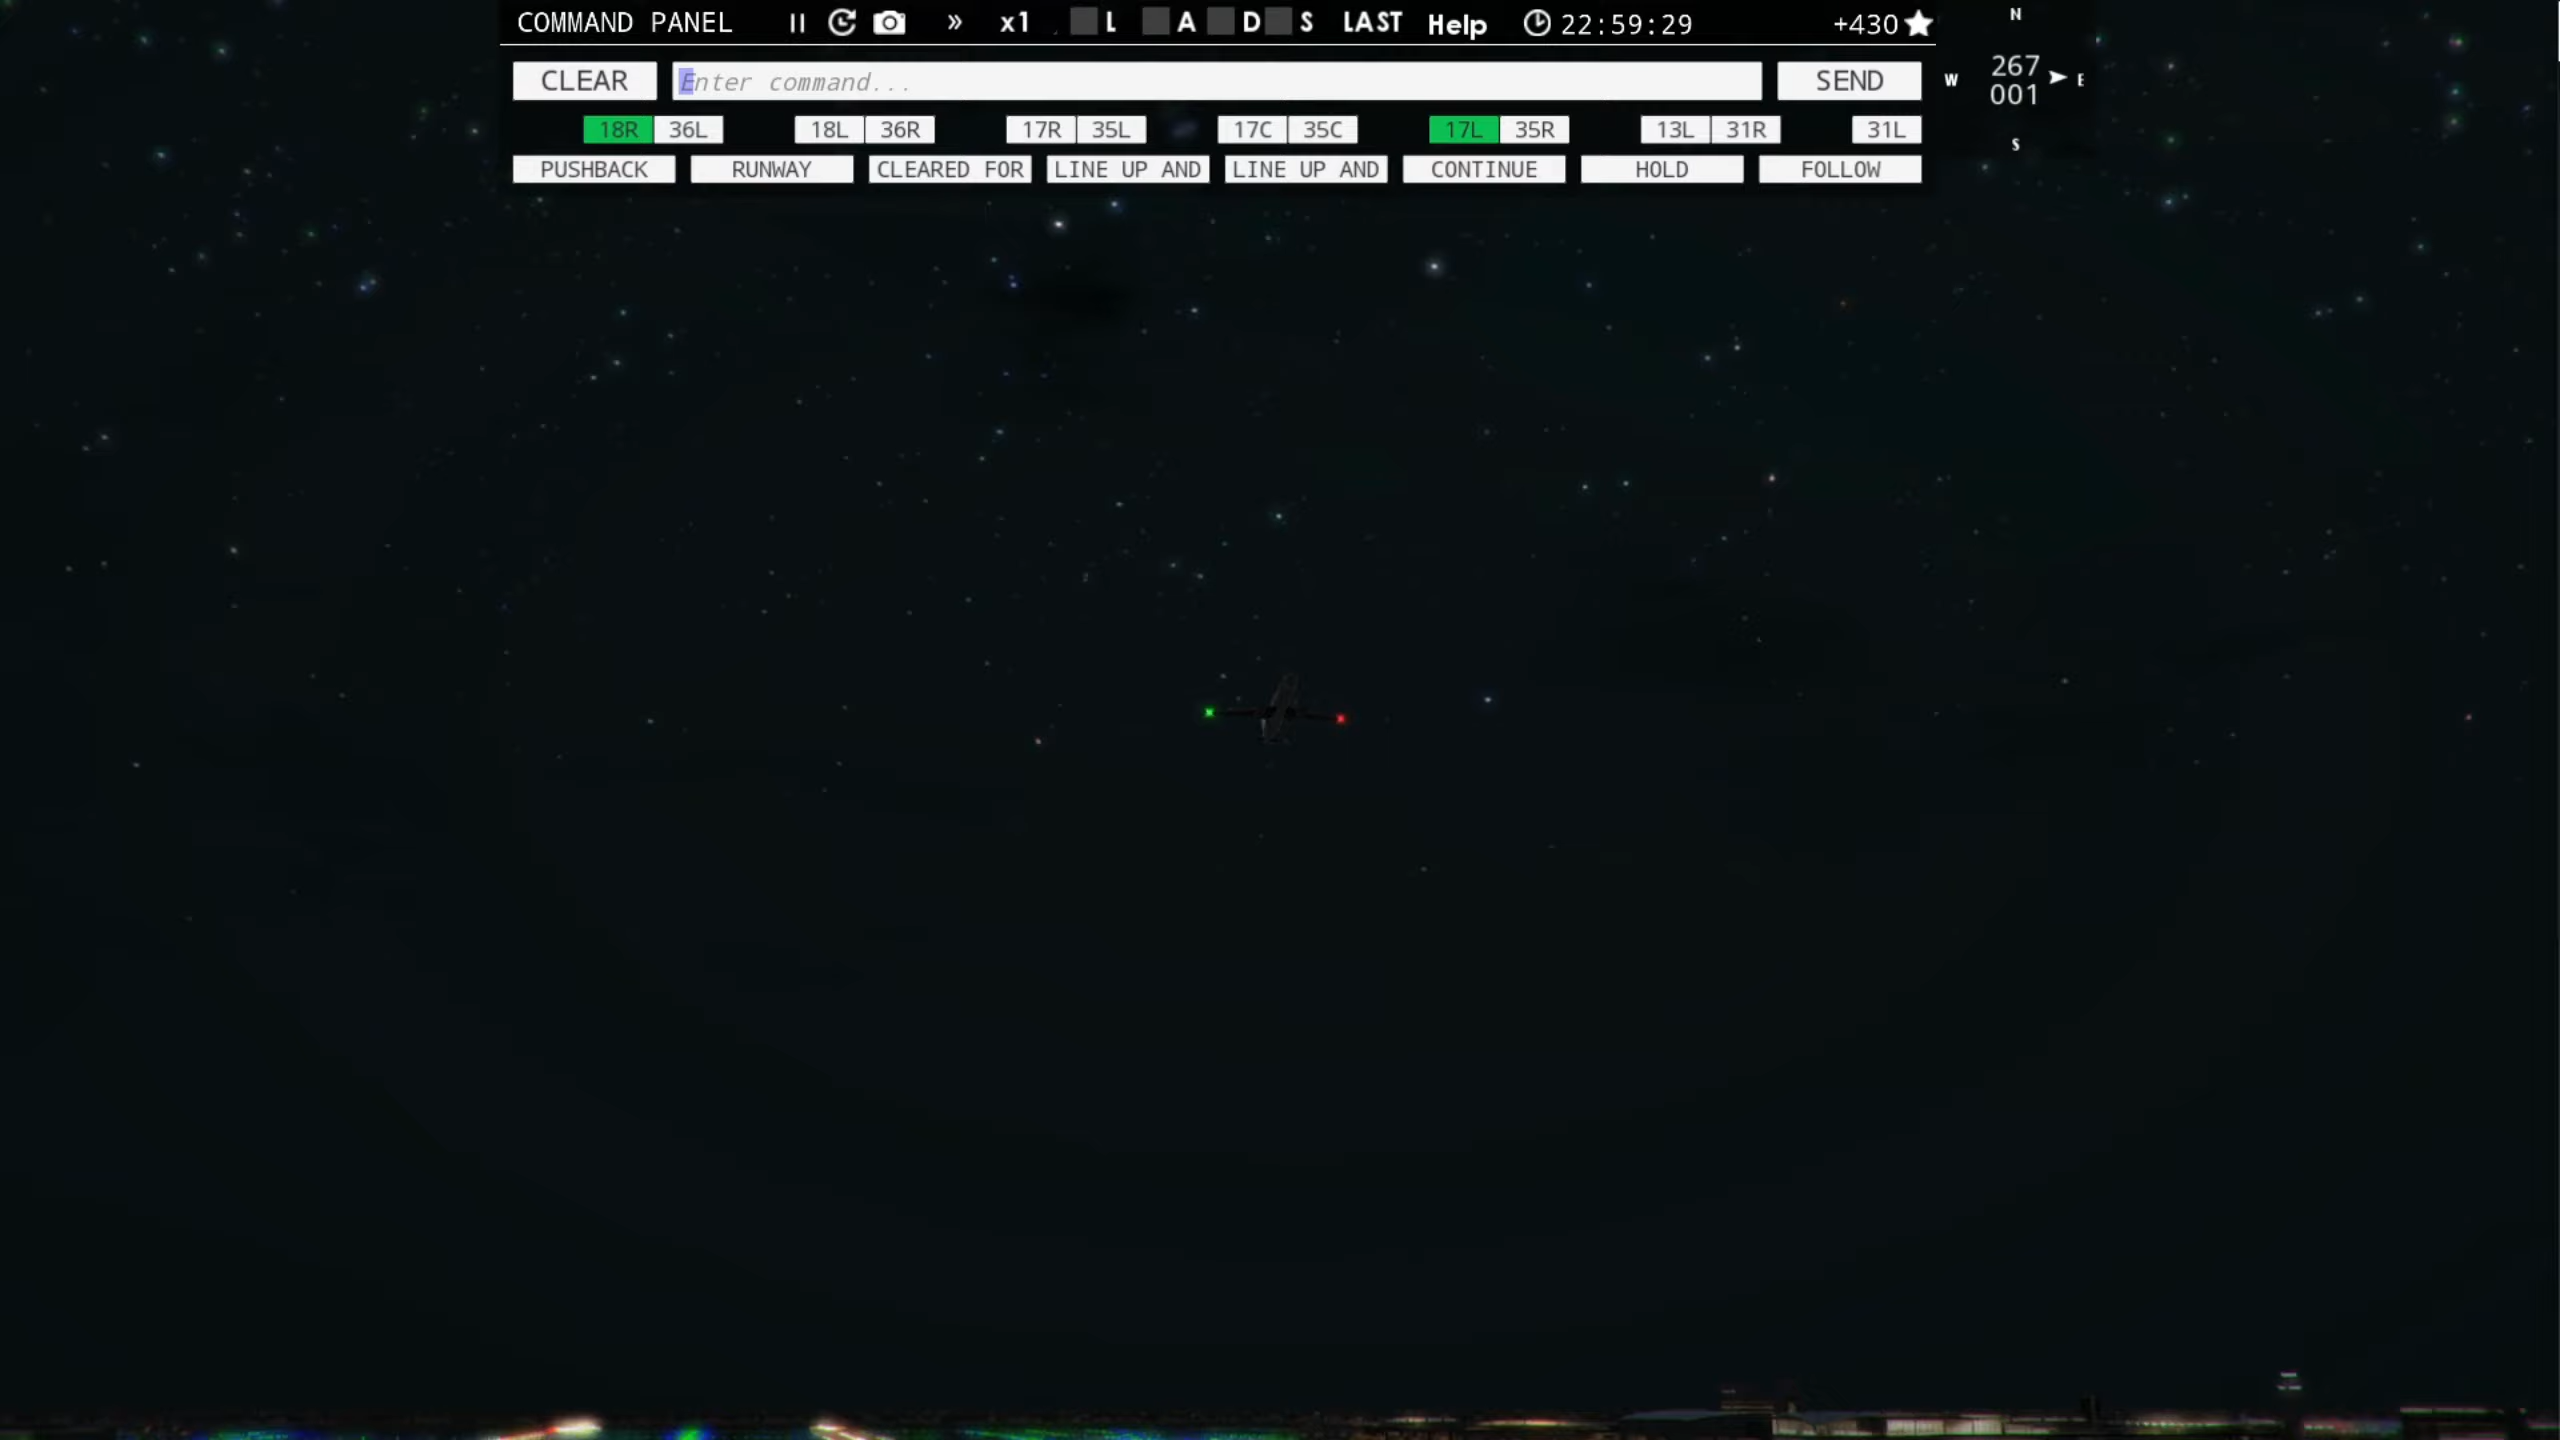 COMMAND PANEL x1 L A D S LAST Help 22:59:29 +430
CLEAR Enter command... SEND
18R 36L 18L 36R 17R 35L 17C 35C 17L 35R 13L 31R 31L
PUSHBACK RUNWAY CLEARED FOR LINE UP AND LINE UP AND CONTINUE HOLD FOLLOW
N
W 267 E
001
S